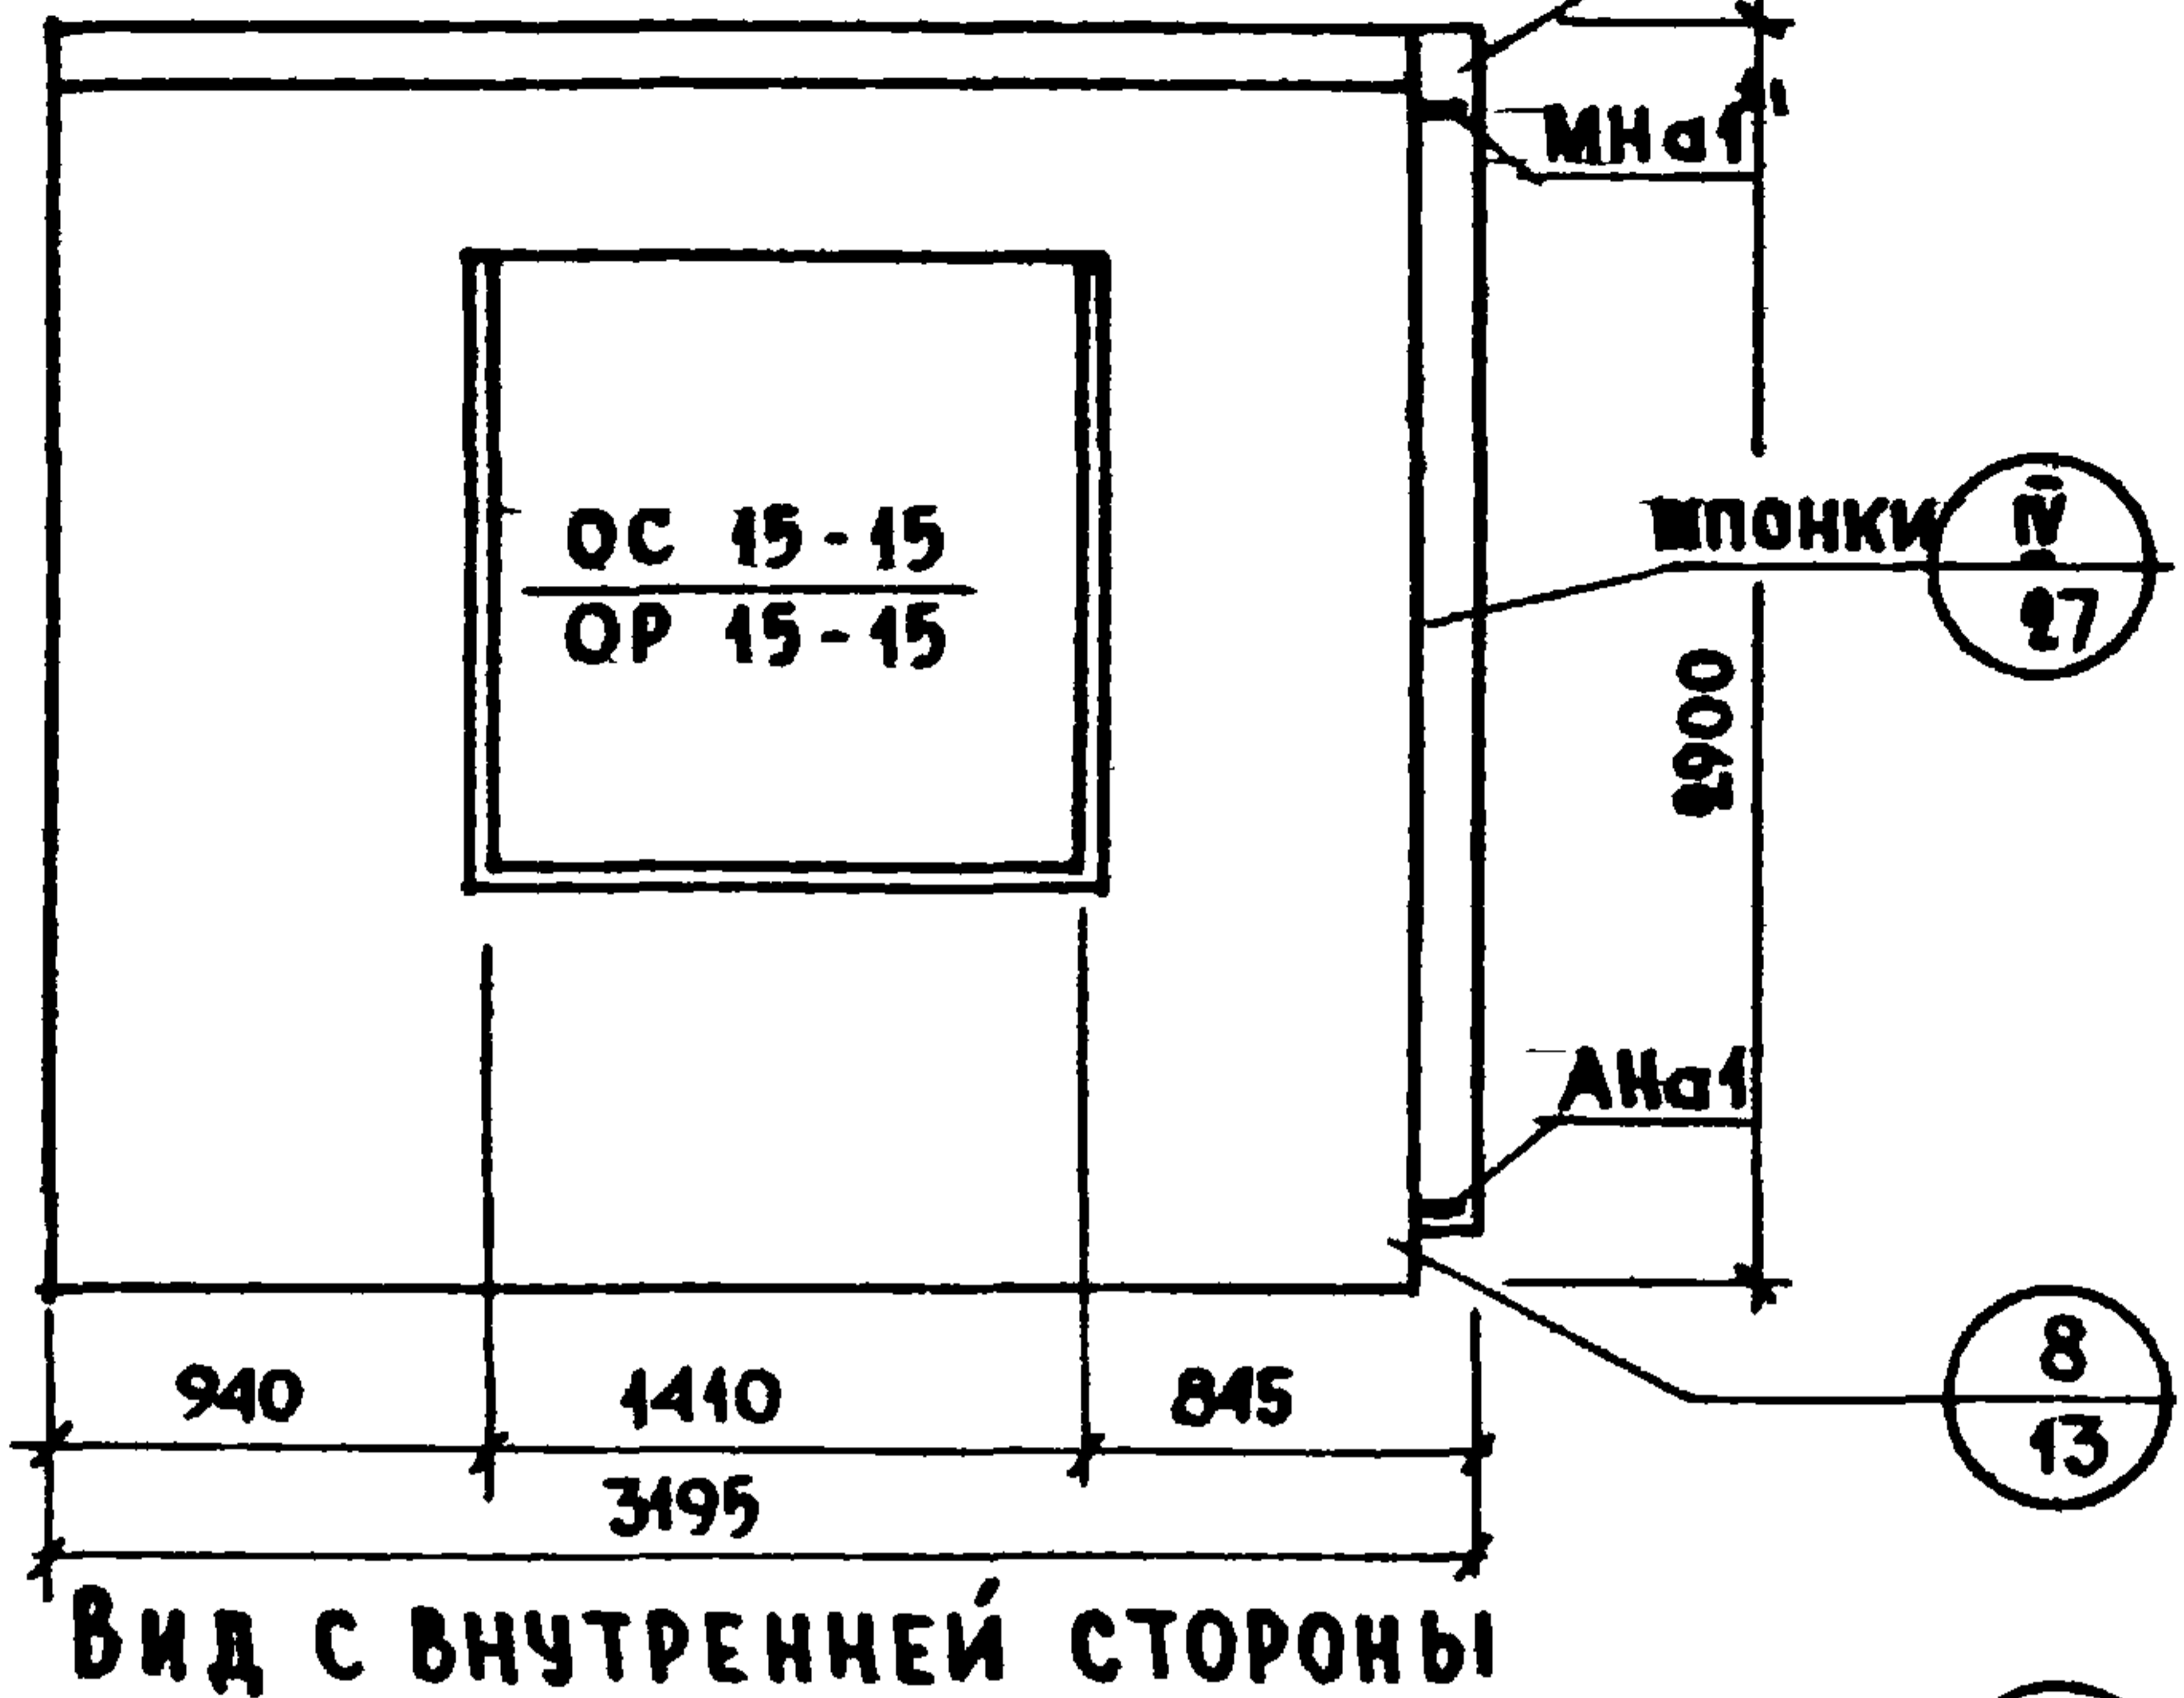 МНа1
ОС 15-15
ОР 15-15
шпонки
27
2900
АНа1
8
13
940 1410 845
3195
Вид с внутренней стороны